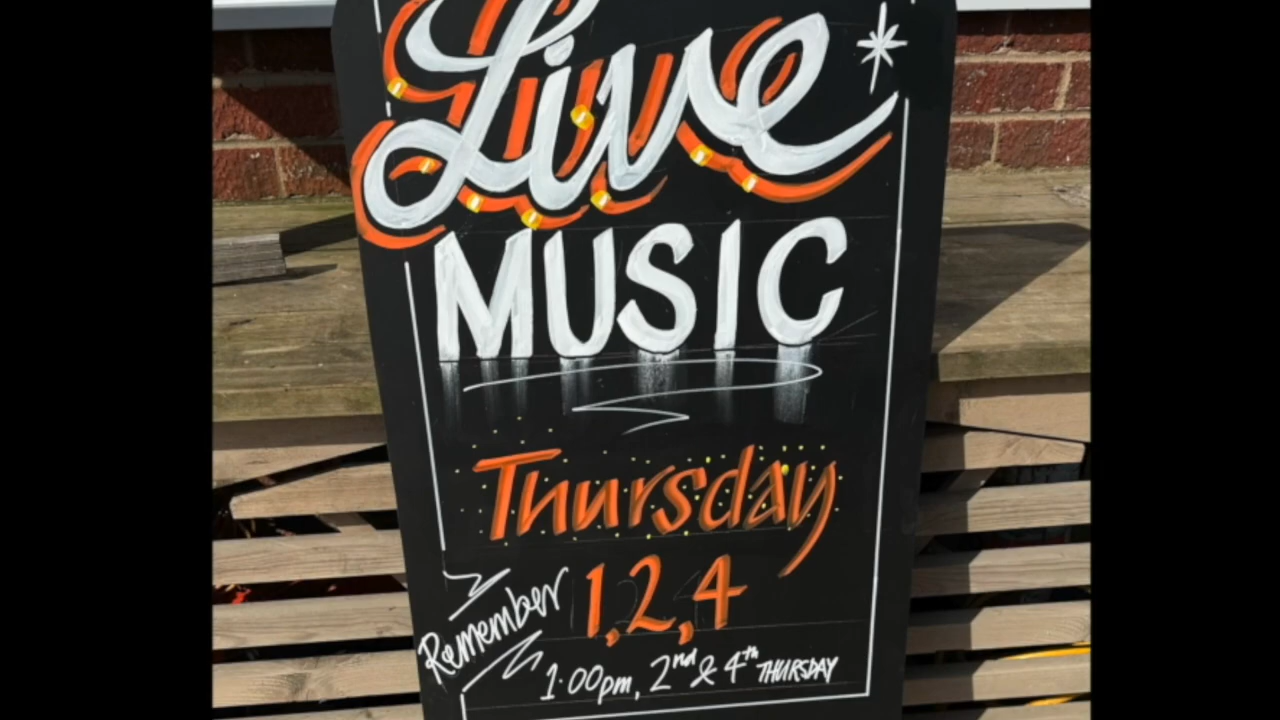 Live
MUSIC
Thursday
1,2,4
Remember
1.00pm, 2nd & 4th THURSDAY